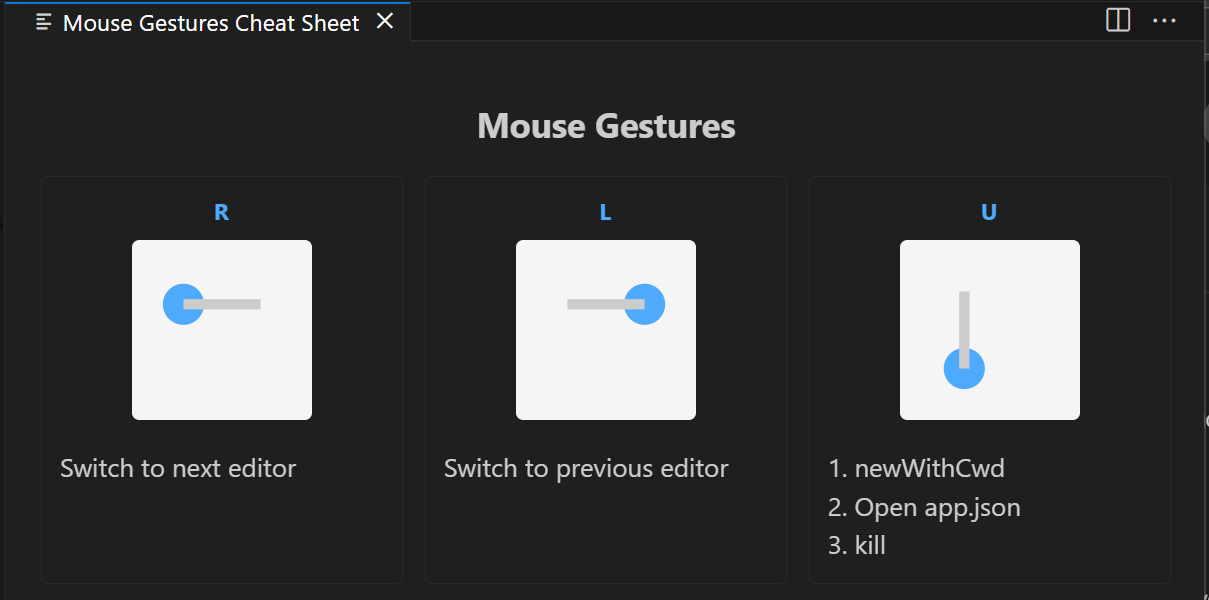 Mouse Gestures Cheat Sheet
Mouse Gestures
R
L
U
Switch to next editor
Switch to previous editor
1. newWithCwd
2. Open app.json
3. kill